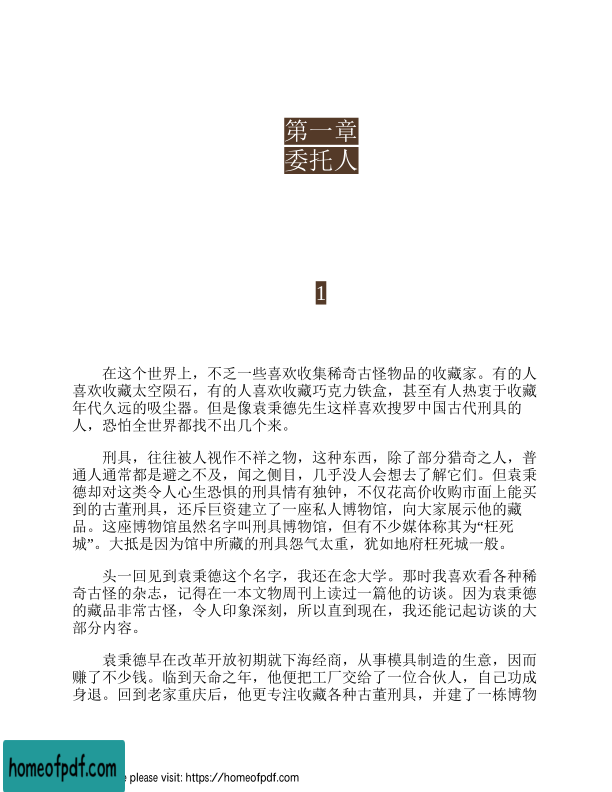 第一章
委托人
1
在这个世界上，不乏一些喜欢收集稀奇古怪物品的收藏家。有的人
喜欢收藏太空陨石，有的人喜欢收藏巧克力铁盒，甚至有人热衷于收藏
年代久远的吸尘器。但是像袁秉德先生这样喜欢搜罗中国古代刑具的
人，恐怕全世界都找不出几个来。
刑具，往往被人视作不祥之物，这种东西，除了部分猎奇之人，普
通人通常都是避之不及，闻之侧目，几乎没人会想去了解它们。但袁秉
德却对这类令人心生恐惧的刑具情有独钟，不仅花高价收购市面上能买
到的古董刑具，还斥巨资建立了一座私人博物馆，向大家展示他的藏
品。这座博物馆虽然名字叫刑具博物馆，但有不少媒体称其为“枉死
城”。大抵是因为馆中所藏的刑具怨气太重，犹如地府枉死城一般。
头一回见到袁秉德这个名字，我还在念大学。那时我喜欢看各种稀
奇古怪的杂志，记得在一本文物周刊上读过一篇他的访谈。因为袁秉德
的藏品非常古怪，令人印象深刻，所以直到现在，我还能记起访谈的大
部分内容。
袁秉德早在改革开放初期就下海经商，从事模具制造的生意，因而
赚了不少钱。临到天命之年，他便把工厂交给了一位合伙人，自己功成
身退。回到老家重庆后，他更专注收藏各种古董刑具，并建了一栋博物
homeofpdf.com
e please visit: https://homeofpdf.com